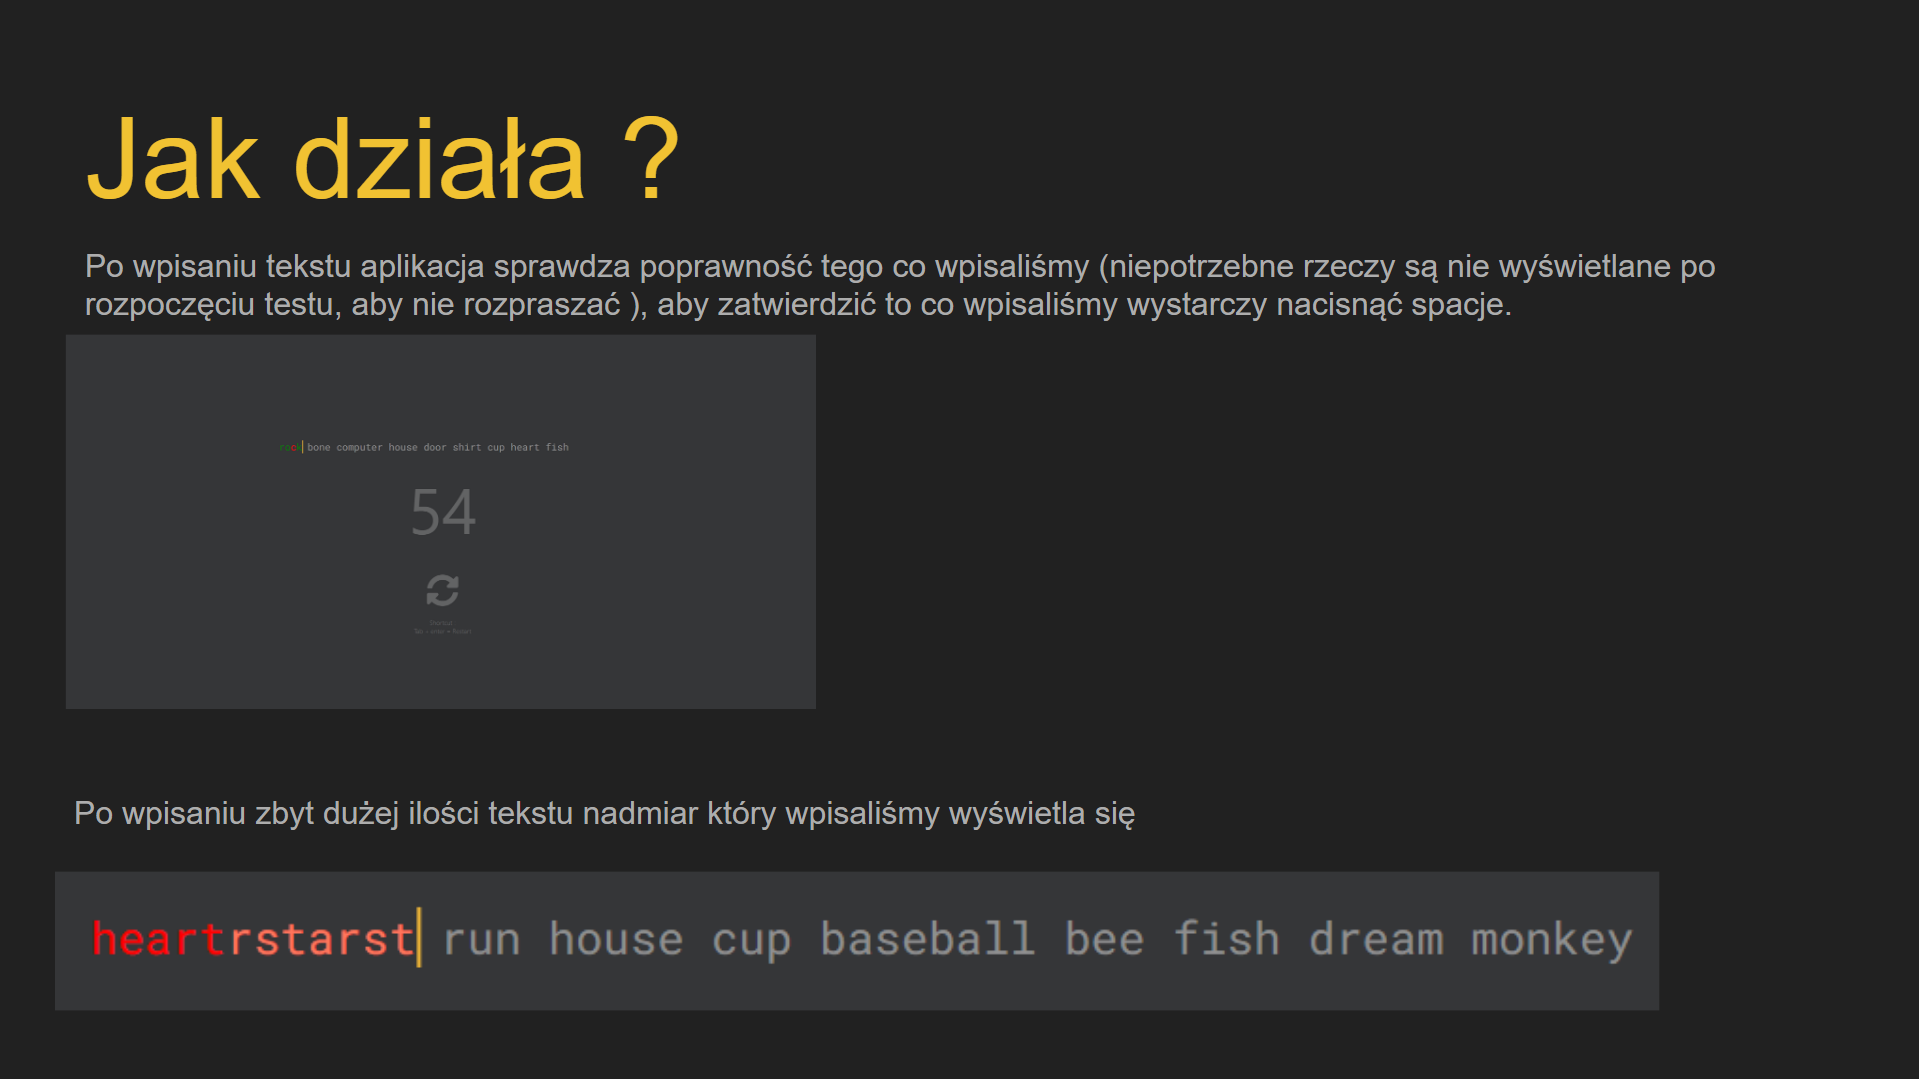 Jak działa ?
Po wpisaniu tekstu aplikacja sprawdza poprawność tego co wpisaliśmy (niepotrzebne rzeczy są nie wyświetlane po
rozpoczęciu testu, aby nie rozpraszać ), aby zatwierdzić to co wpisaliśmy wystarczy nacisnąć spacje.
rock bone computer house door shirt cup heart fish
54
Po wpisaniu zbyt dużej ilości tekstu nadmiar który wpisaliśmy wyświetla się
heartrstarst run house cup baseball bee fish dream monkey